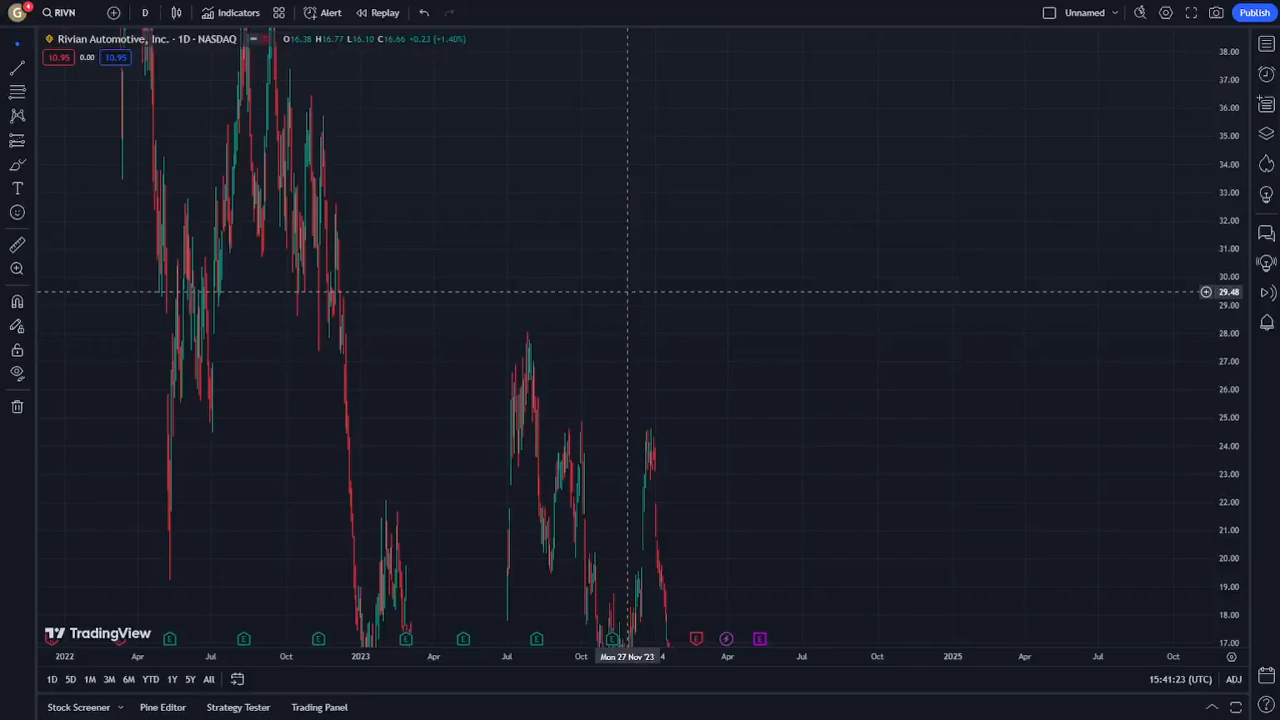 G 4 RIVN D Indicators Alert Replay Unnamed Publish
Rivian Automotive, Inc. · 1D · NASDAQ O16.38 H16.77 L16.10 C16.66 +0.23 (+1.40%)
10.95 0.00 10.95
38.00
37.00
36.00
35.00
34.00
33.00
32.00
31.00
30.00
29.48
29.00
28.00
27.00
26.00
25.00
24.00
23.00
22.00
21.00
20.00
19.00
18.00
17.00
TradingView
E E E E E E E E E
2022 Apr Jul Oct 2023 Apr Jul Oct Mon 27 Nov '23 4 Apr Jul Oct 2025 Apr Jul Oct
1D 5D 1M 3M 6M YTD 1Y 5Y All 15:41:23 (UTC) ADJ
Stock Screener Pine Editor Strategy Tester Trading Panel